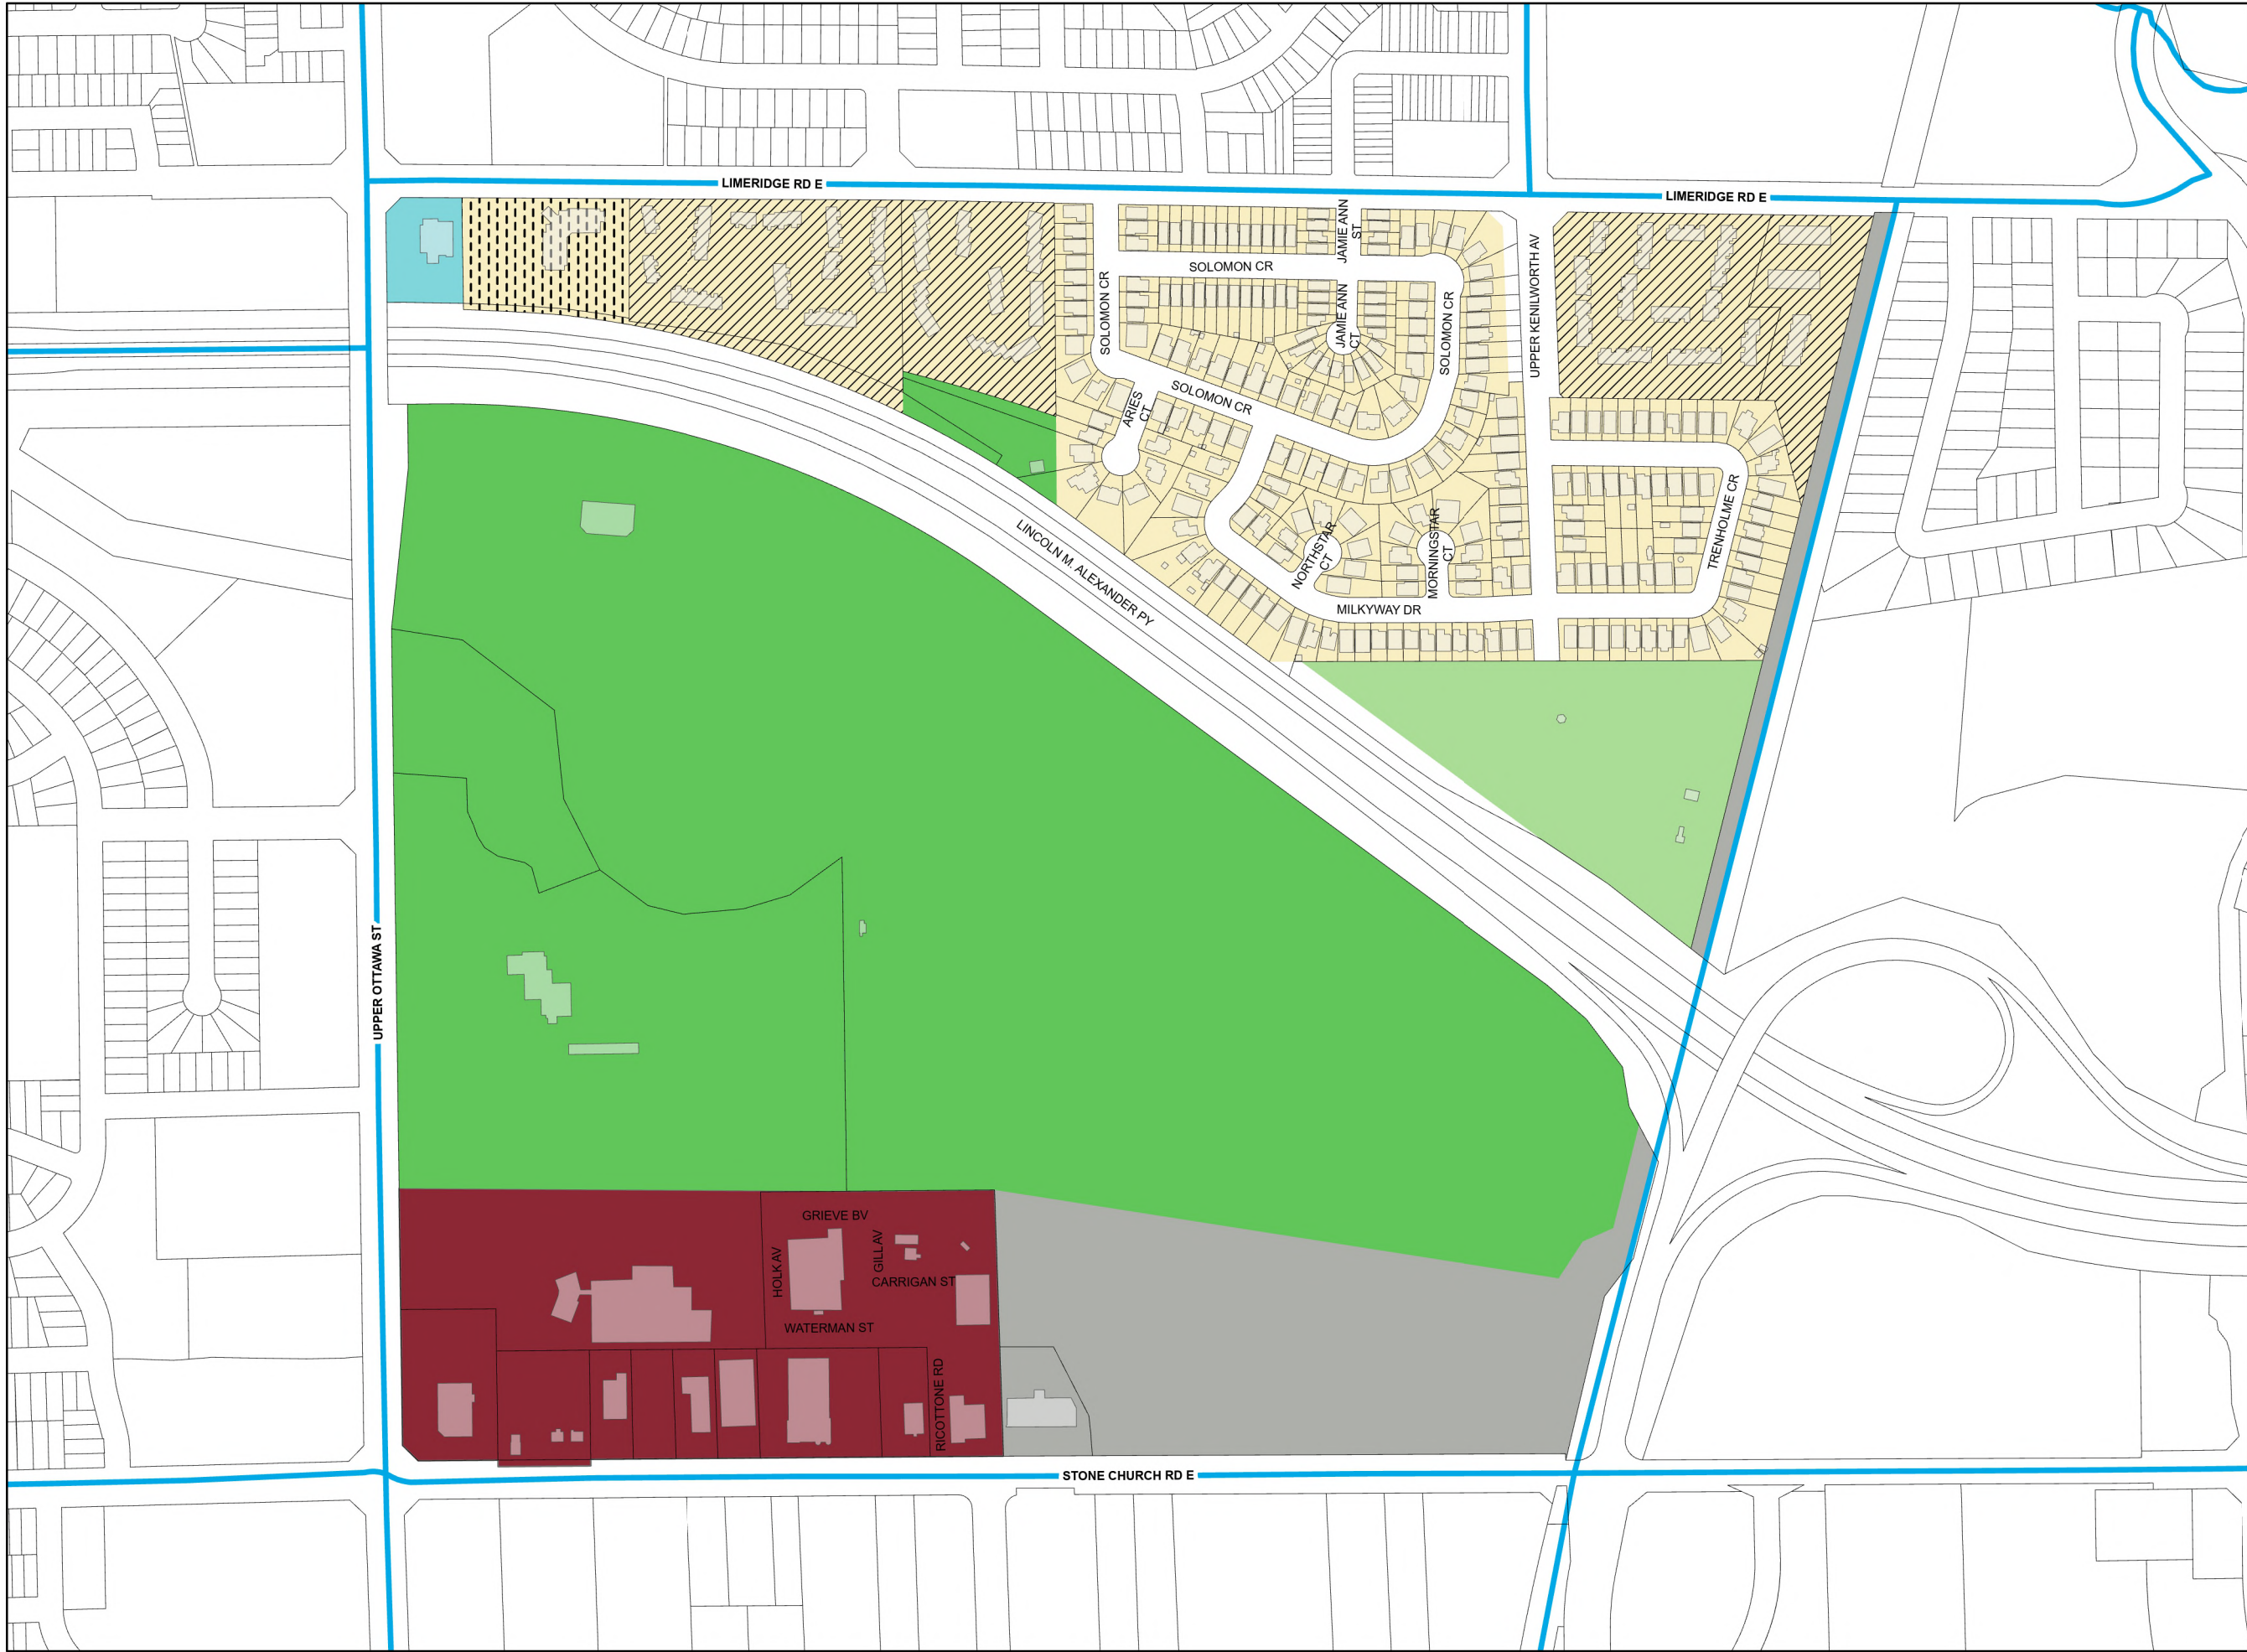 LIMERIDGE RD E
LIMERIDGE RD E
JAMIE ANN
ST
SOLOMON CR
SOLOMON CR
JAMIE ANN
CT
SOLOMON CR
UPPER KENILWORTH AV
SOLOMON CR
ARIES
CT
LINCOLN M. ALEXANDER PY
NORTHSTAR
CT
MORNINGSTAR
CT
TRENHOLME CR
MILKYWAY DR
UPPER OTTAWA ST
GRIEVE BV
HOLK AV
GILL AV
CARRIGAN ST
WATERMAN ST
RICOTTONE RD
STONE CHURCH RD E